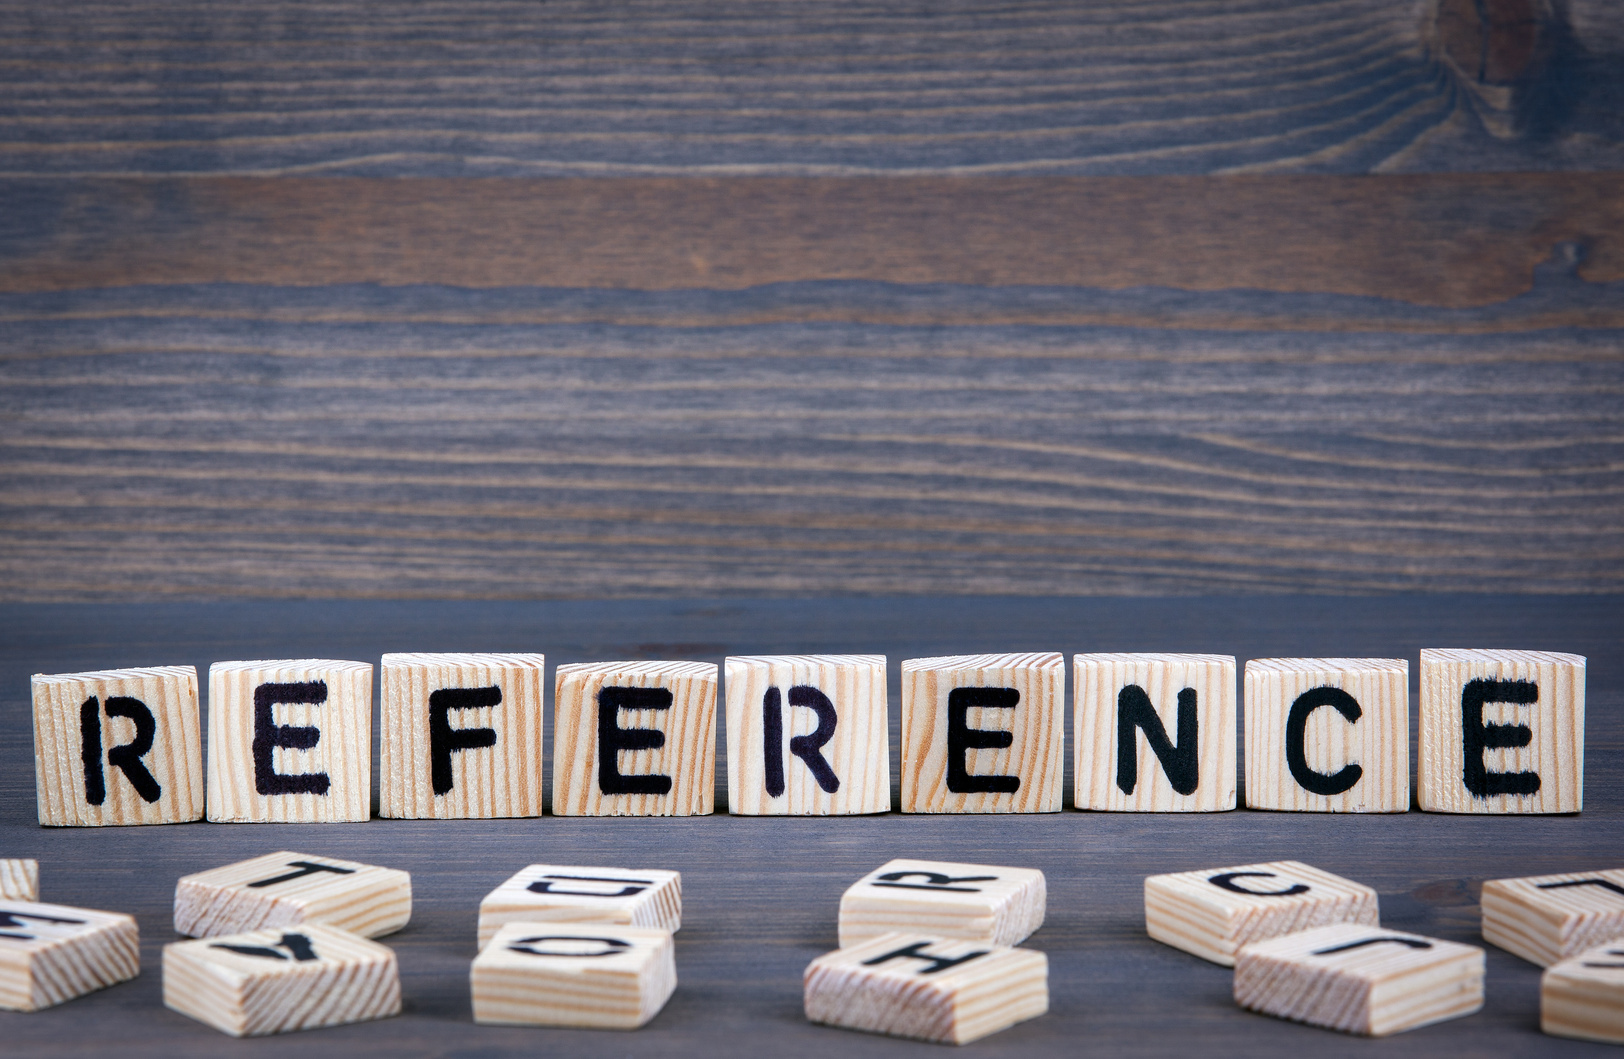 REFERENCE
T U R C
Y O H J